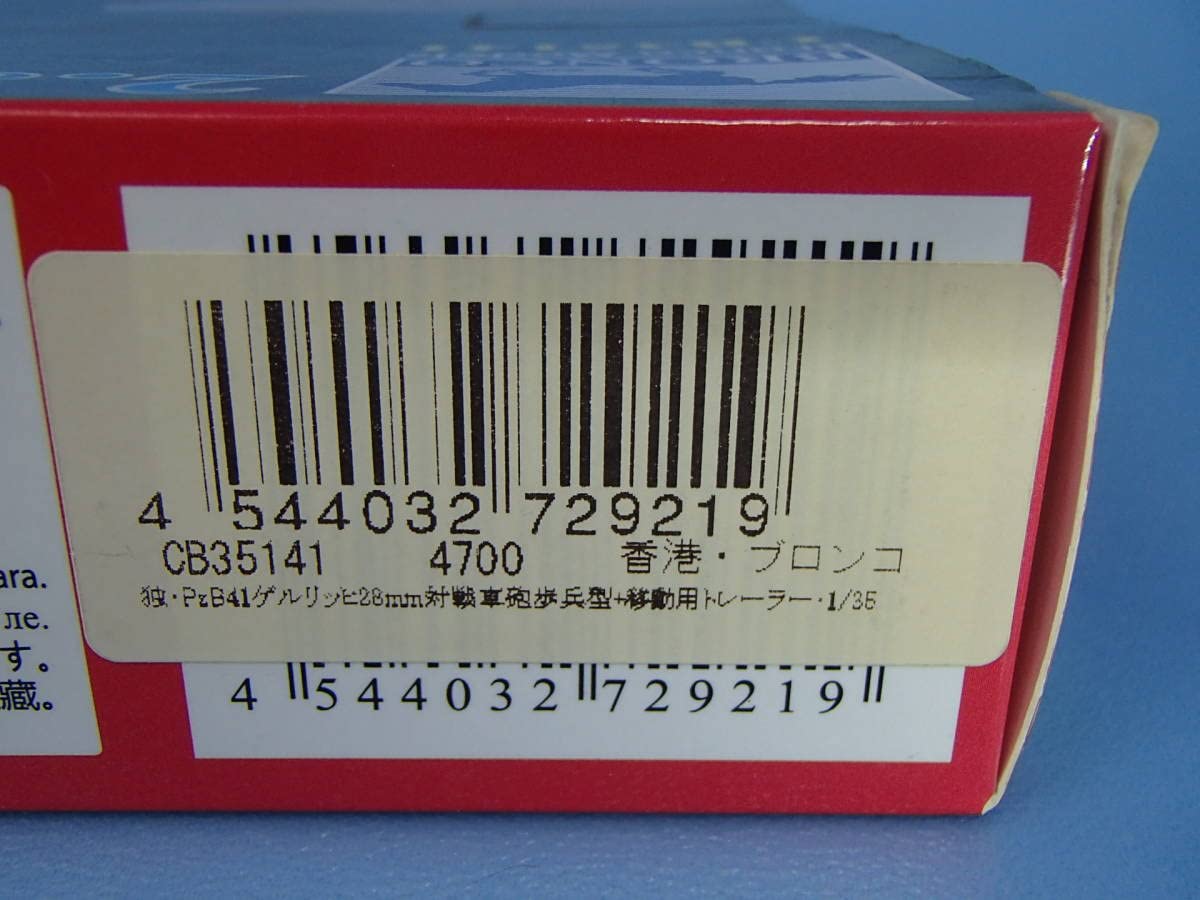 4 544032 729219
CB35141 4700 香港・ブロンコ
独・PzB41ゲルリッヒ28mm対戦車砲歩兵型+移動用トレーラー・1/35
ara.
ле.
す。
藏。
4 544032 729219